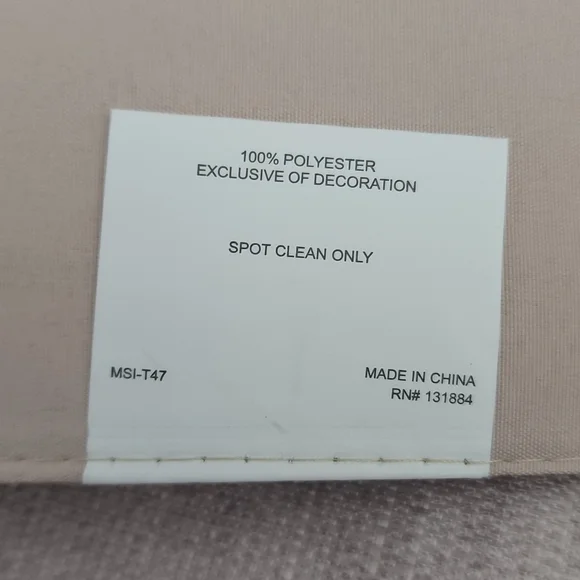 100% POLYESTER
EXCLUSIVE OF DECORATION
SPOT CLEAN ONLY
MSI-T47
MADE IN CHINA
RN# 131884